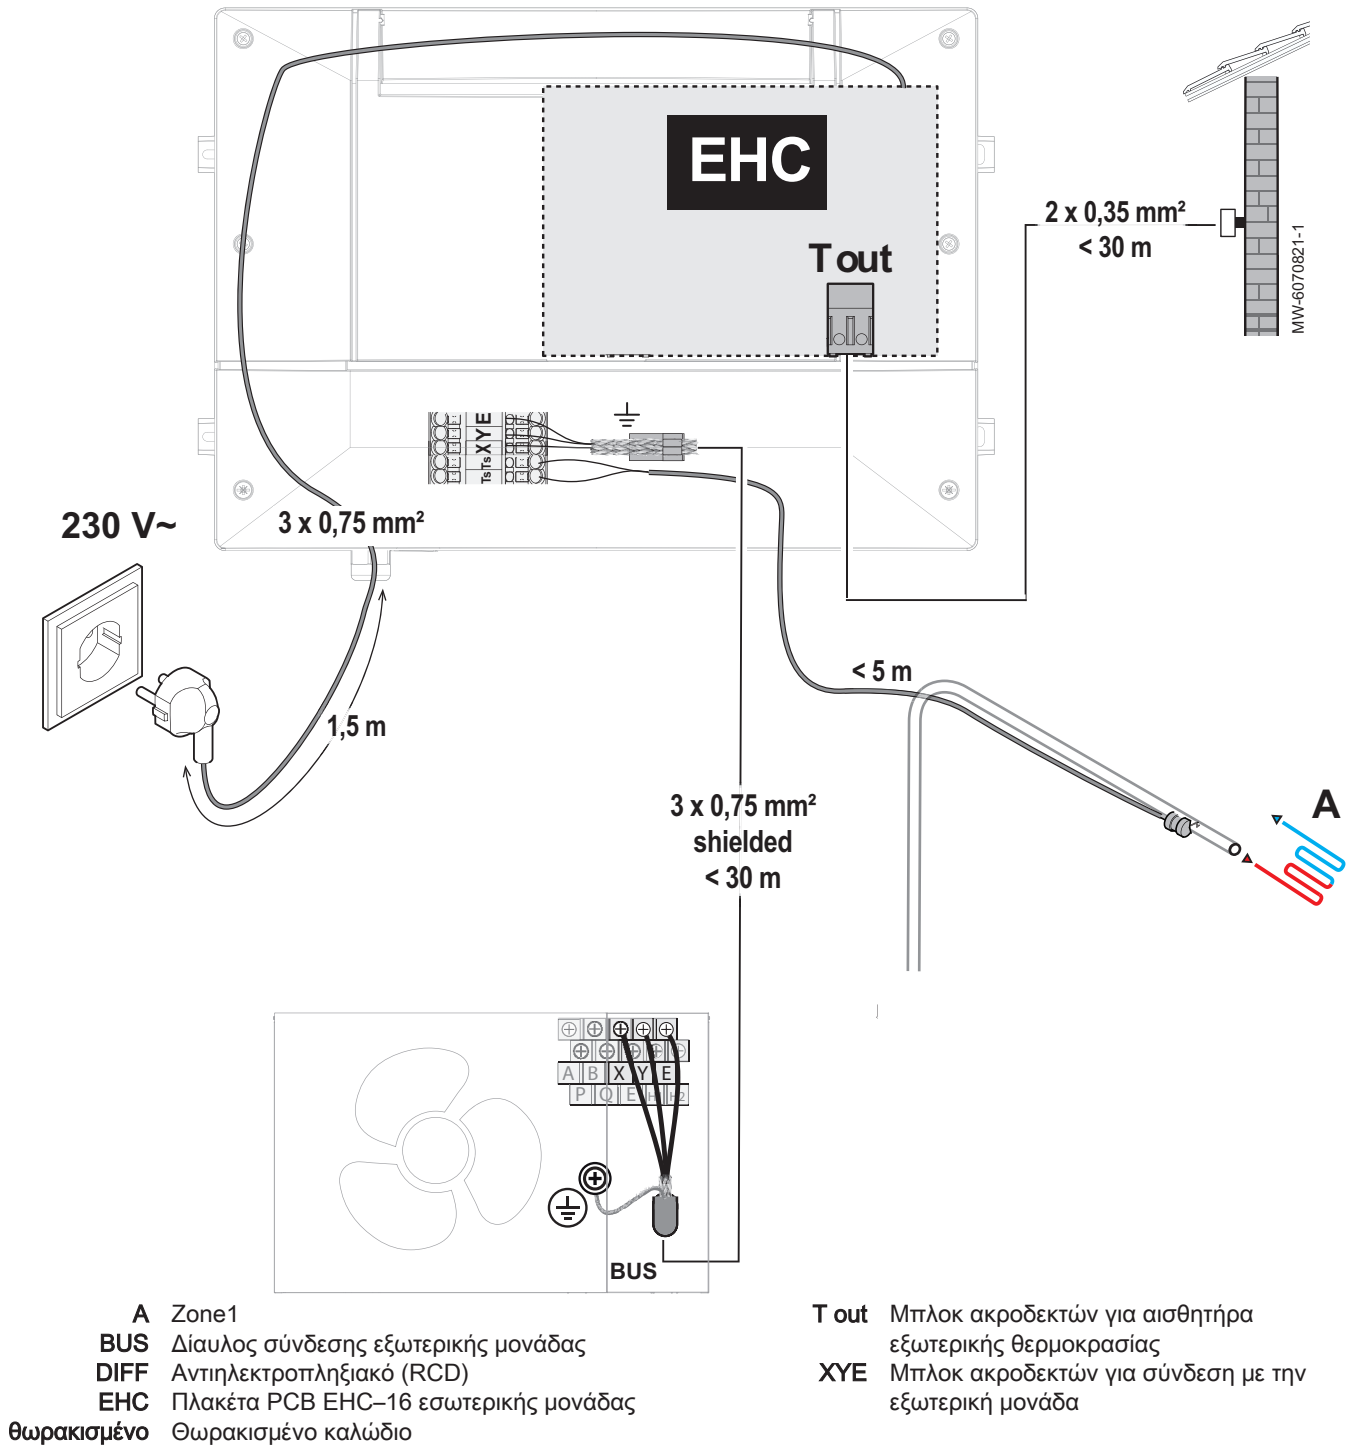 EHC
T out
2 x 0,35 mm²
< 30 m
MW-6070821-1
E
Y
X
Ts
Ts
230 V~
3 x 0,75 mm²
1,5 m
< 5 m
A
3 x 0,75 mm²
shielded
< 30 m
A B X Y E
P Q E H1 H2
BUS
A Zone1
BUS Δίαυλος σύνδεσης εξωτερικής μονάδας
DIFF Αντιηλεκτροπληξιακό (RCD)
EHC Πλακέτα PCB EHC–16 εσωτερικής μονάδας
θωρακισμένο Θωρακισμένο καλώδιο
T out Μπλοκ ακροδεκτών για αισθητήρα
εξωτερικής θερμοκρασίας
XYE Μπλοκ ακροδεκτών για σύνδεση με την
εξωτερική μονάδα